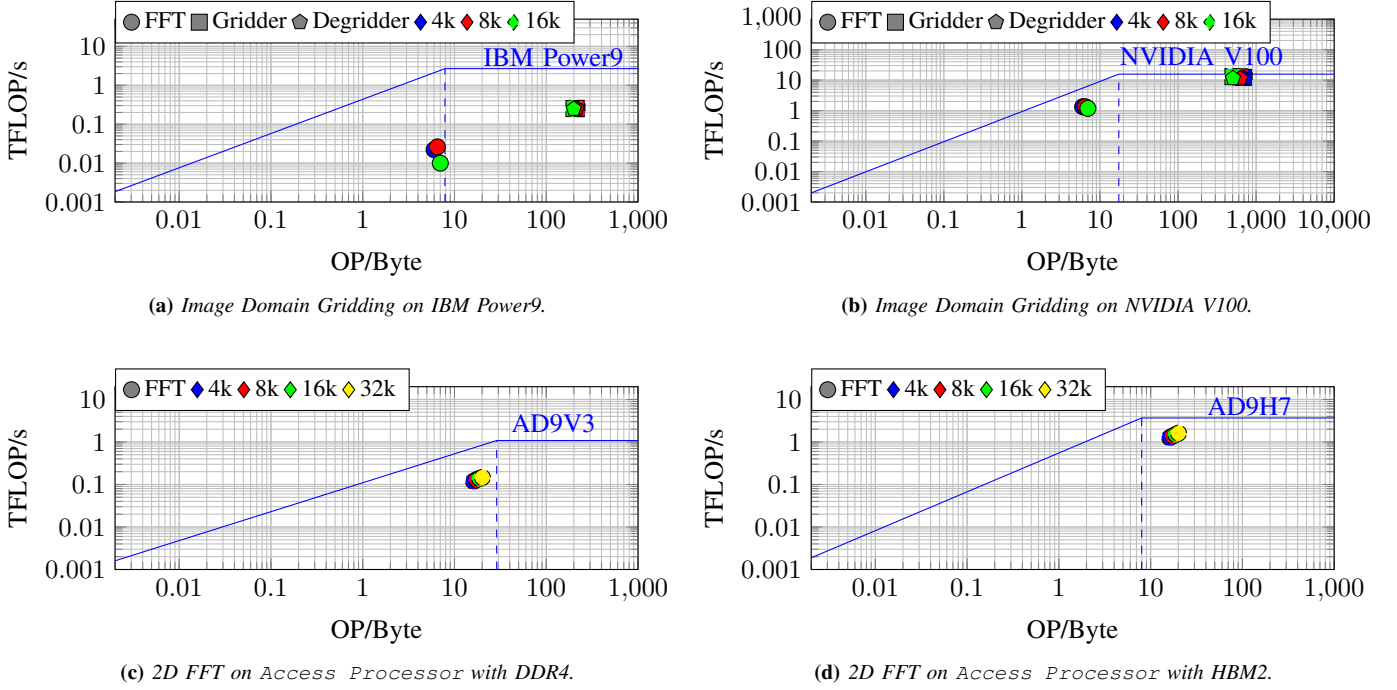 FFT Gridder Degridder 4k 8k 16k
IBM Power9
TFLOP/s
10
1
0.1
0.01
0.001
0.01 0.1 1 10 100 1,000
OP/Byte
(a) Image Domain Gridding on IBM Power9.
FFT Gridder Degridder 4k 8k 16k
NVIDIA V100
TFLOP/s
1,000
100
10
1
0.1
0.01
0.001
0.01 0.1 1 10 100 1,000 10,000
OP/Byte
(b) Image Domain Gridding on NVIDIA V100.
FFT 4k 8k 16k 32k
AD9V3
TFLOP/s
10
1
0.1
0.01
0.001
0.01 0.1 1 10 100 1,000
OP/Byte
(c) 2D FFT on Access Processor with DDR4.
FFT 4k 8k 16k 32k
AD9H7
TFLOP/s
10
1
0.1
0.01
0.001
0.01 0.1 1 10 100 1,000
OP/Byte
(d) 2D FFT on Access Processor with HBM2.